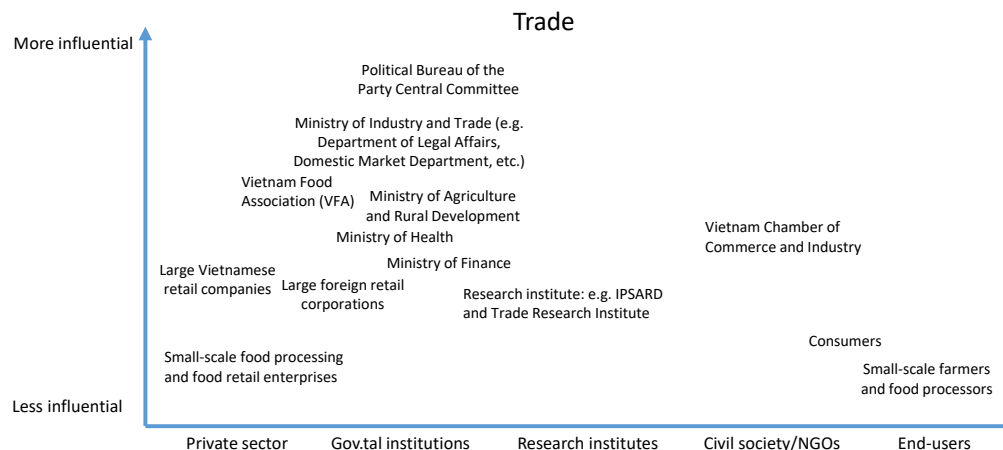 Trade
More influential
Political Bureau of the
Party Central Committee
Ministry of Industry and Trade (e.g.
Department of Legal Affairs,
Domestic Market Department, etc.)
Vietnam Food
Association (VFA)
Ministry of Agriculture
and Rural Development
Vietnam Chamber of
Commerce and Industry
Ministry of Health
Ministry of Finance
Large Vietnamese
retail companies
Large foreign retail
corporations
Research institute: e.g. IPSARD
and Trade Research Institute
Consumers
Small-scale food processing
and food retail enterprises
Small-scale farmers
and food processors
Less influential
Private sector
Gov.tal institutions
Research institutes
Civil society/NGOs
End-users